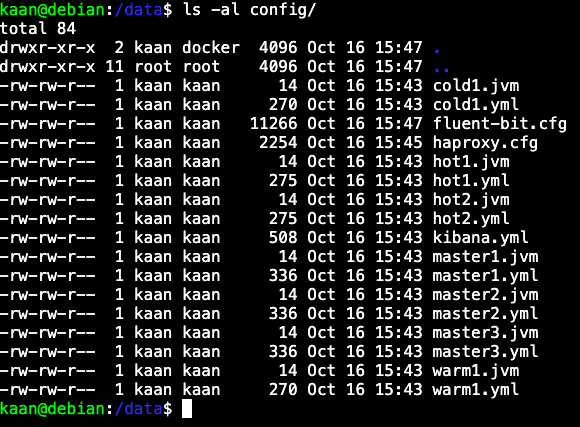 kaan@debian:/data$ ls -al config/
total 84
drwxr-xr-x  2 kaan docker  4096 Oct 16 15:47 .
drwxr-xr-x 11 root root    4096 Oct 16 15:47 ..
-rw-rw-r--  1 kaan kaan      14 Oct 16 15:43 cold1.jvm
-rw-rw-r--  1 kaan kaan     270 Oct 16 15:43 cold1.yml
-rw-rw-r--  1 kaan kaan   11266 Oct 16 15:47 fluent-bit.cfg
-rw-rw-r--  1 kaan kaan    2254 Oct 16 15:45 haproxy.cfg
-rw-rw-r--  1 kaan kaan      14 Oct 16 15:43 hot1.jvm
-rw-rw-r--  1 kaan kaan     275 Oct 16 15:43 hot1.yml
-rw-rw-r--  1 kaan kaan      14 Oct 16 15:43 hot2.jvm
-rw-rw-r--  1 kaan kaan     275 Oct 16 15:43 hot2.yml
-rw-rw-r--  1 kaan kaan     508 Oct 16 15:43 kibana.yml
-rw-rw-r--  1 kaan kaan      14 Oct 16 15:43 master1.jvm
-rw-rw-r--  1 kaan kaan     336 Oct 16 15:43 master1.yml
-rw-rw-r--  1 kaan kaan      14 Oct 16 15:43 master2.jvm
-rw-rw-r--  1 kaan kaan     336 Oct 16 15:43 master2.yml
-rw-rw-r--  1 kaan kaan      14 Oct 16 15:43 master3.jvm
-rw-rw-r--  1 kaan kaan     336 Oct 16 15:43 master3.yml
-rw-rw-r--  1 kaan kaan      14 Oct 16 15:43 warm1.jvm
-rw-rw-r--  1 kaan kaan     270 Oct 16 15:43 warm1.yml
kaan@debian:/data$